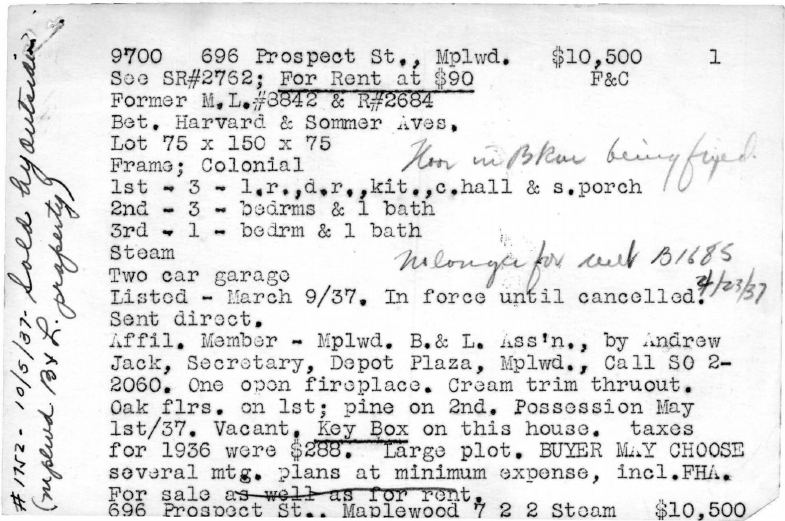 9700 696 Prospect St., Mplwd. $10,500 1
See SR#2762; For Rent at $90 F&C
Former M.L.#3842 & R#2684
Bet. Harvard & Sommer Aves.
Lot 75 x 150 x 75
Floor in B Kar being fixed.
Frame; Colonial
1st - 3 - l.r.,d.r.,kit.,c.hall & s.porch
2nd - 3 - bedrms & 1 bath
3rd - 1 - bedrm & 1 bath
Steam
No longer for rent B1685
4/23/37
Two car garage
Listed - March 9/37. In force until cancelled.
Sent direct.
Affil. Member - Mplwd. B.& L. Ass'n., by Andrew
Jack, Secretary, Depot Plaza, Mplwd., Call SO 2-
2060. One open fireplace. Cream trim thruout.
Oak flrs. on 1st; pine on 2nd. Possession May
1st/37. Vacant. Key Box on this house. taxes
for 1936 were $288. Large plot. BUYER MAY CHOOSE
several mtg. plans at minimum expense, incl.FHA.
For sale as well as for rent.
696 Prospect St.. Maplewood 7 2 2 Steam $10,500
#1752 - 10/5/37 - Sold by outsider
(Mplwd B & L. property)